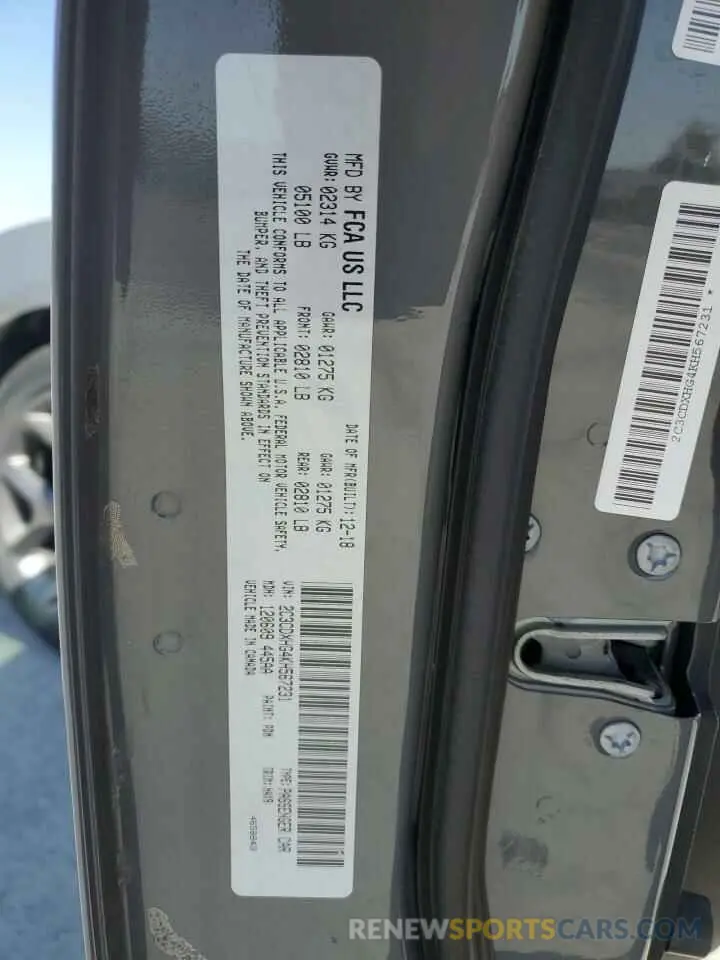 MFD BY FCA US LLC
DATE OF MFR(BUILT): 12-18
GVWR: 02314 KG
05100 LB
GAWR: 01275 KG
FRONT: 02810 LB
GAWR: 01275 KG
REAR: 02810 LB
THIS VEHICLE CONFORMS TO ALL APPLICABLE U.S.A. FEDERAL MOTOR VEHICLE SAFETY,
BUMPER, AND THEFT PREVENTION STANDARDS IN EFFECT ON
THE DATE OF MANUFACTURE SHOWN ABOVE.
VIN: 2C3CDXHG4KH567231
TYPE: PASSENGER CAR
MDH: 120609 445AA
PAINT: PDN
VEHICLE MADE IN CANADA
2C3CDXHG4KH567231 *
RENEWSPORTSCARS.COM